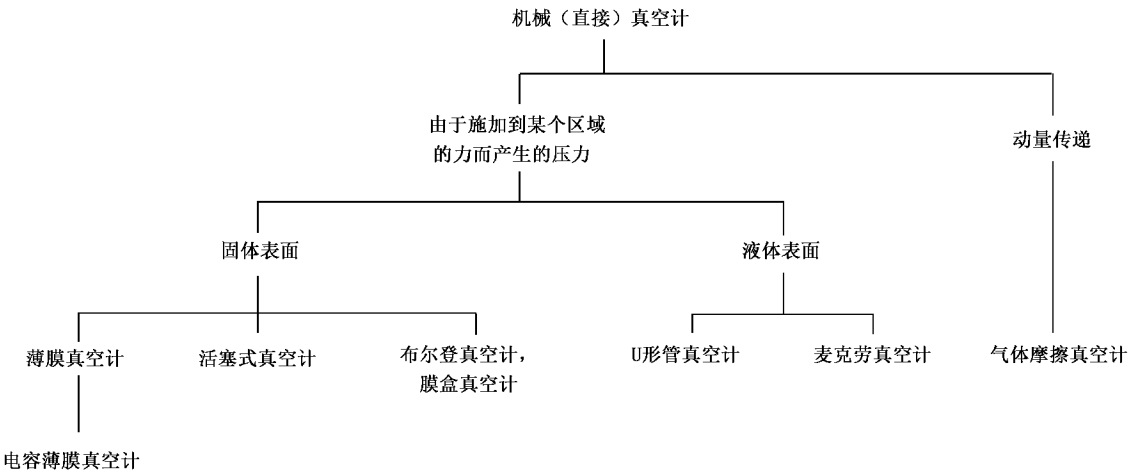 机械（直接）真空计
由于施加到某个区域
的力而产生的压力
动量传递
固体表面
液体表面
薄膜真空计
活塞式真空计
布尔登真空计，
膜盒真空计
U形管真空计
麦克劳真空计
气体摩擦真空计
电容薄膜真空计